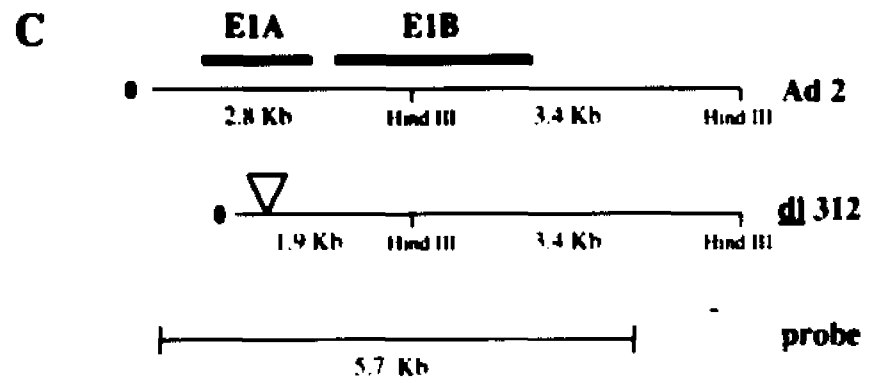 C
E1A E1B
0 Ad 2
2.8 Kb Hind III 3.4 Kb Hind III
0 dl 312
1.9 Kb Hind III 3.4 Kb Hind III
probe
5.7 Kb